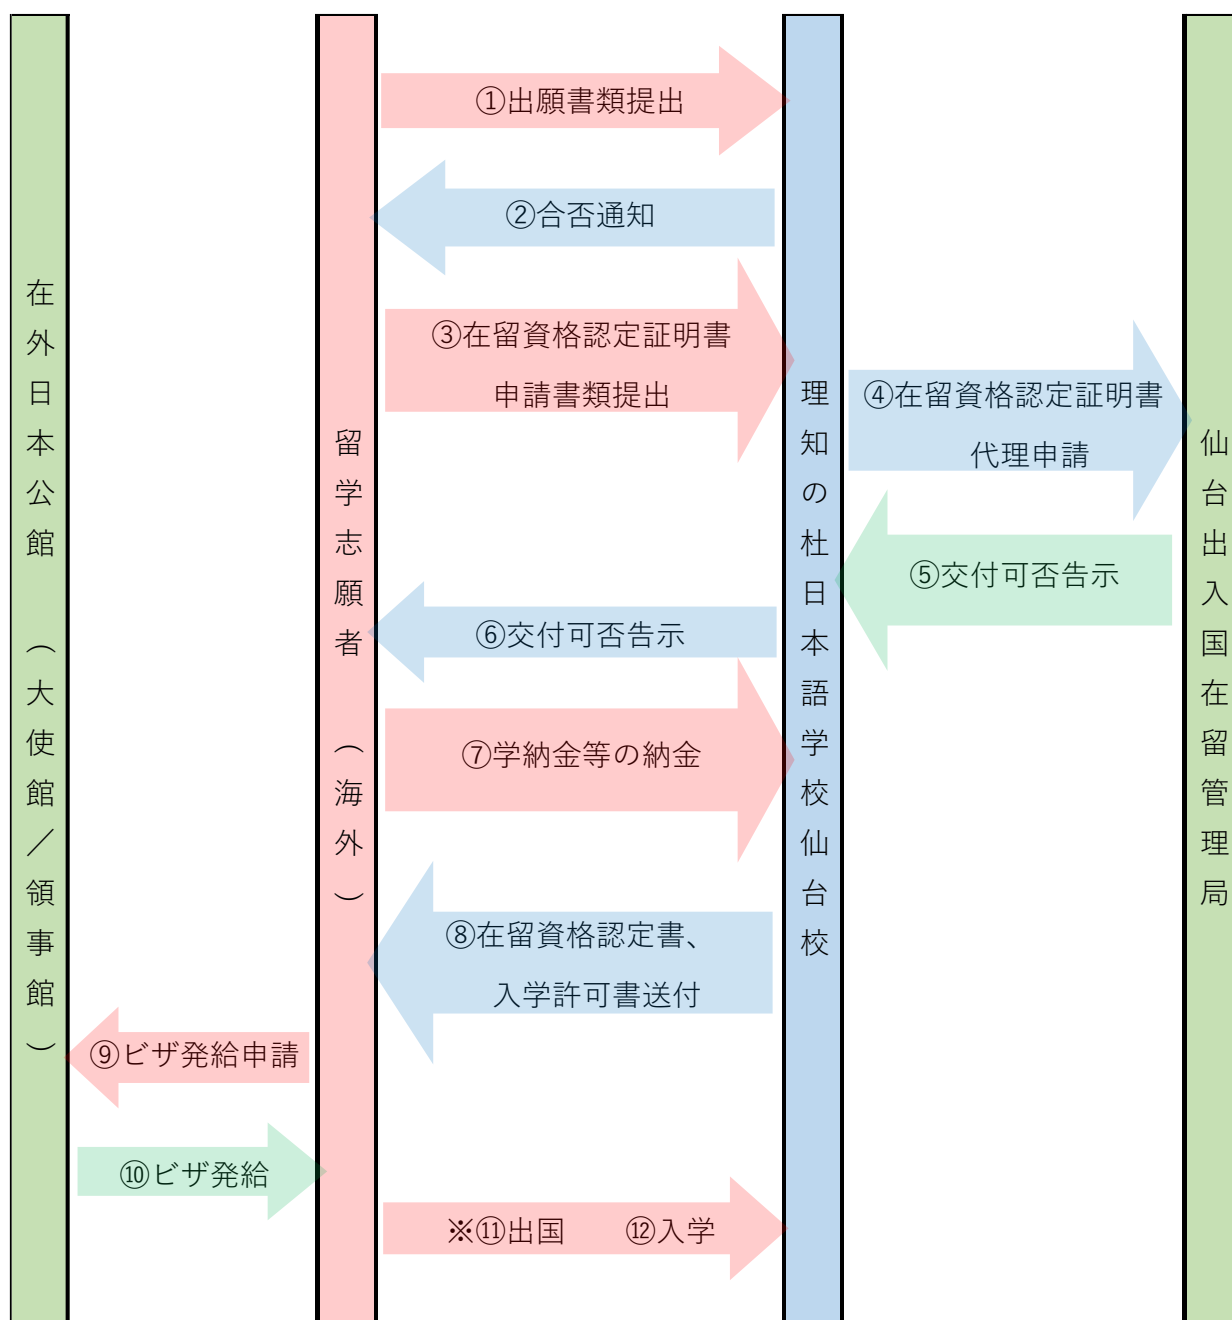 在外日本公館 （大使館／領事館）
留学志願者 （海外）
理知の杜日本語学校仙台校
仙台出入国在留管理局
①出願書類提出
②合否通知
③在留資格認定証明書
申請書類提出
④在留資格認定証明書
代理申請
⑤交付可否告示
⑥交付可否告示
⑦学納金等の納金
⑧在留資格認定書、
入学許可書送付
⑨ビザ発給申請
⑩ビザ発給
※⑪出国 ⑫入学